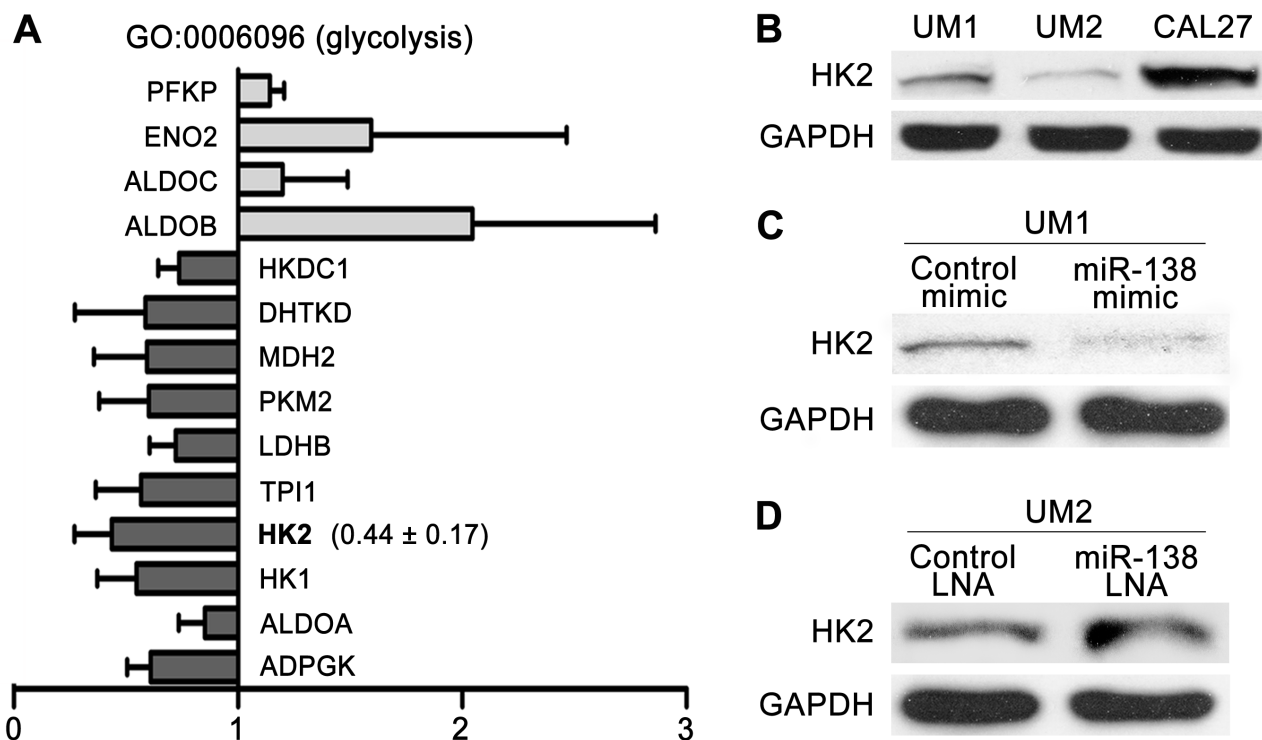 A
GO:0006096 (glycolysis)
PFKP
ENO2
ALDOC
ALDOB
HKDC1
DHTKD
MDH2
PKM2
LDHB
TPI1
HK2 (0.44 ± 0.17)
HK1
ALDOA
ADPGK
0 1 2 3
B
UM1 UM2 CAL27
HK2
GAPDH
C
UM1
Control miR-138
mimic mimic
HK2
GAPDH
D
UM2
Control miR-138
LNA LNA
HK2
GAPDH